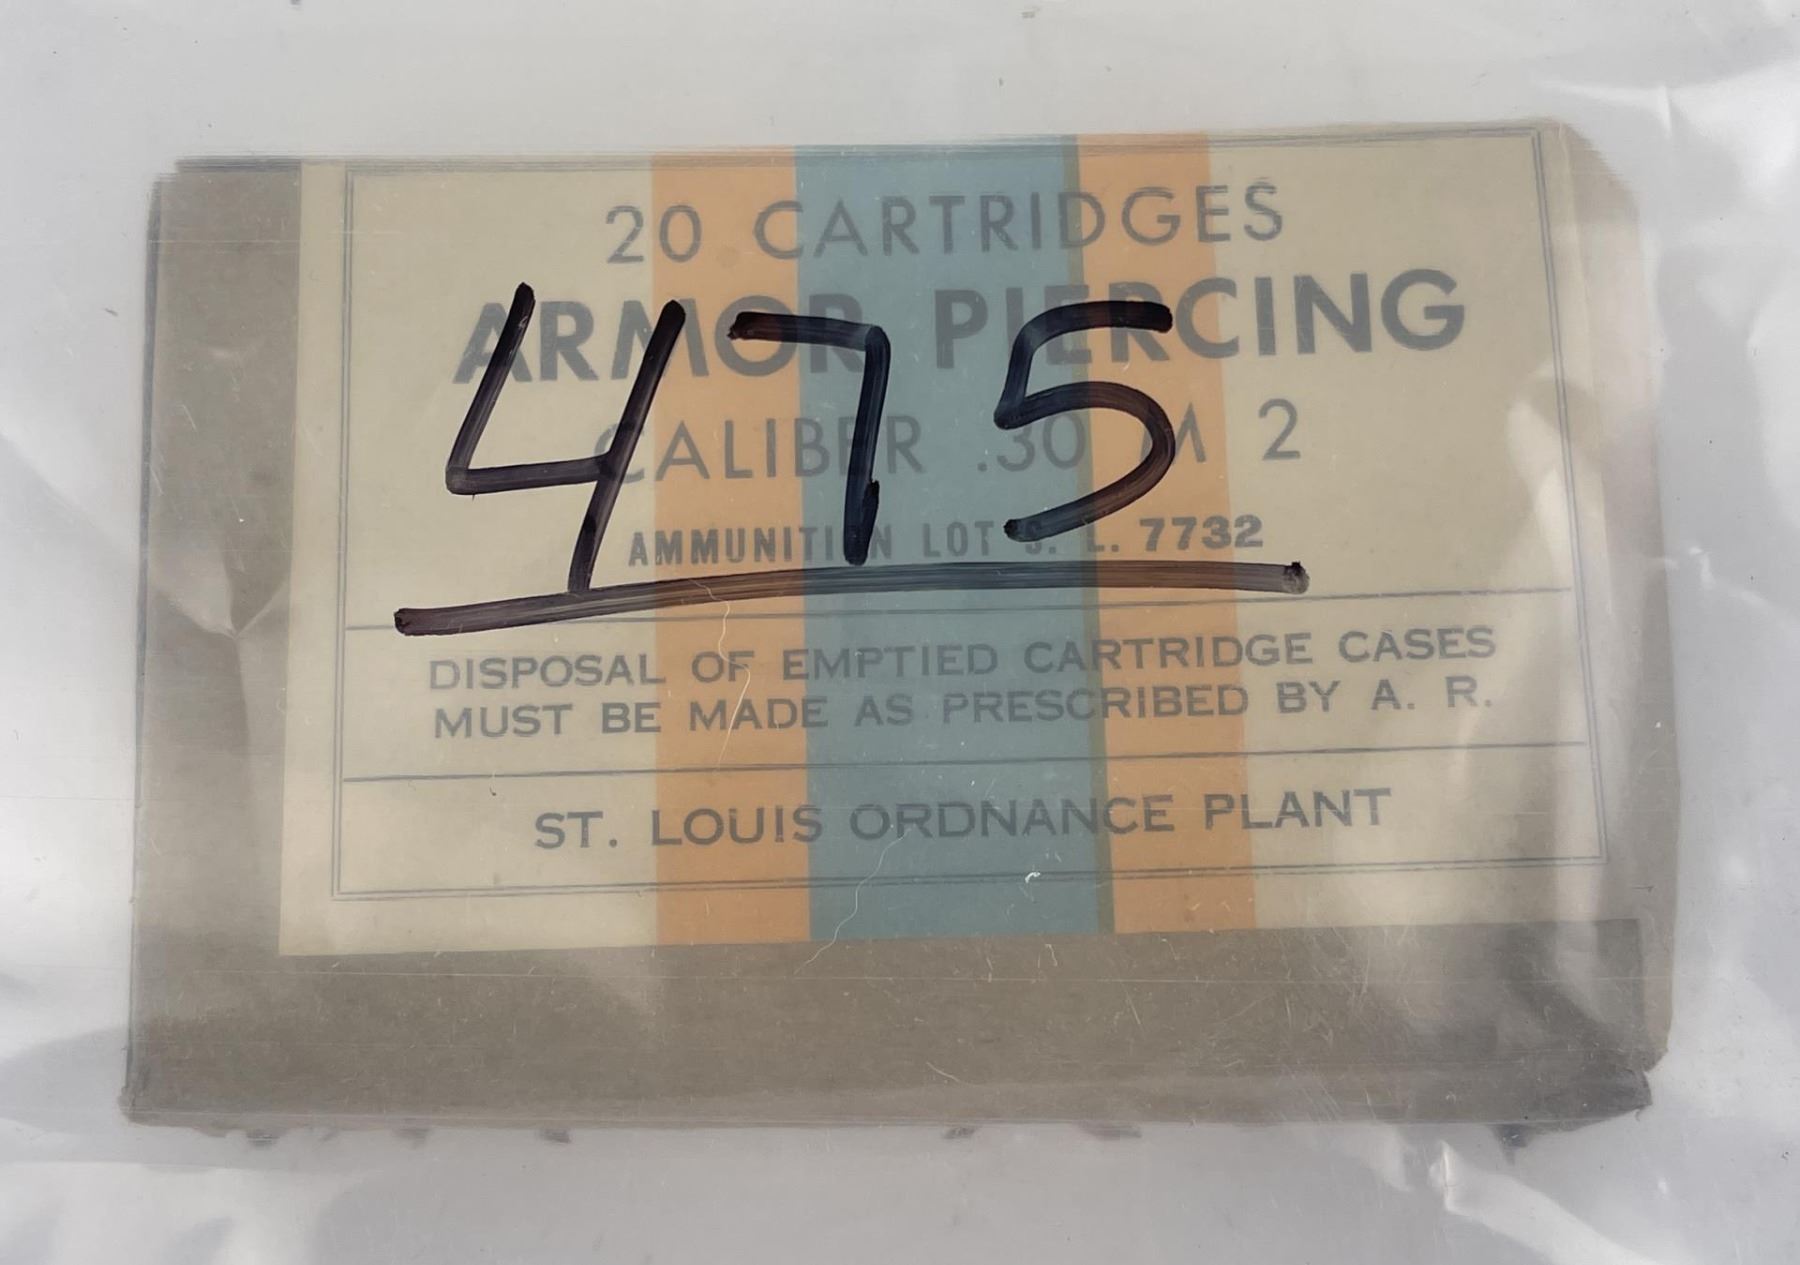 20 CARTRIDGES
ARMOR PIERCING
475
CALIBER .30 M 2
AMMUNITION LOT S. L. 7732
DISPOSAL OF EMPTIED CARTRIDGE CASES
MUST BE MADE AS PRESCRIBED BY A. R.
ST. LOUIS ORDNANCE PLANT